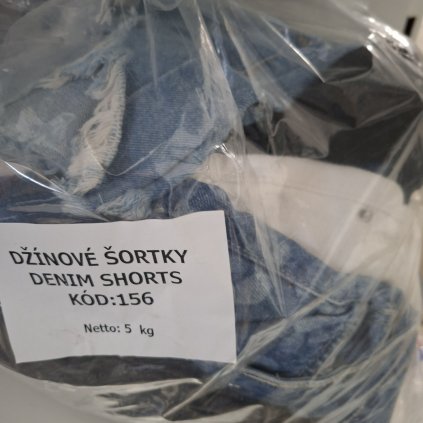 DŽÍNOVÉ ŠORTKY
DENIM SHORTS
KÓD:156
Netto: 5 kg